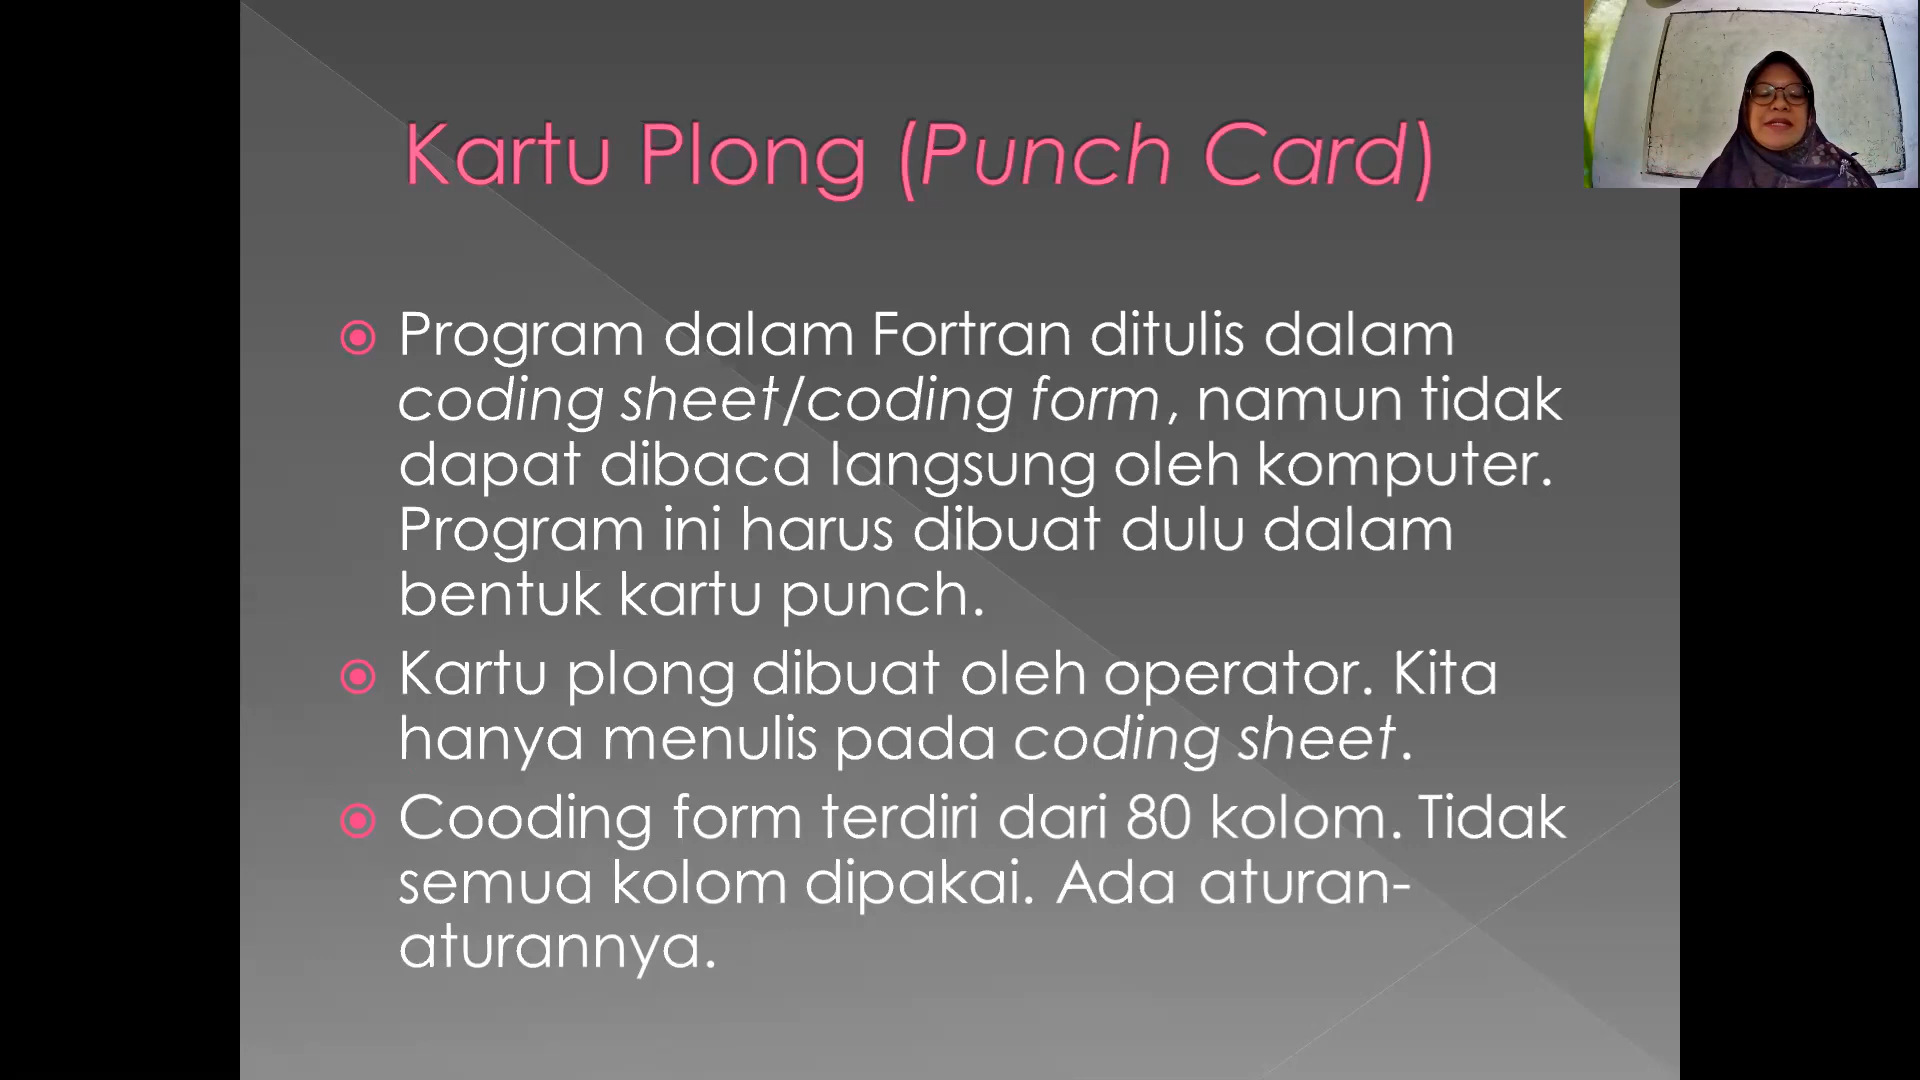 Kartu Plong (Punch Card)
Program dalam Fortran ditulis dalam
coding sheet/coding form, namun tidak
dapat dibaca langsung oleh komputer.
Program ini harus dibuat dulu dalam
bentuk kartu punch.
Kartu plong dibuat oleh operator. Kita
hanya menulis pada coding sheet.
Cooding form terdiri dari 80 kolom. Tidak
semua kolom dipakai. Ada aturan-
aturannya.